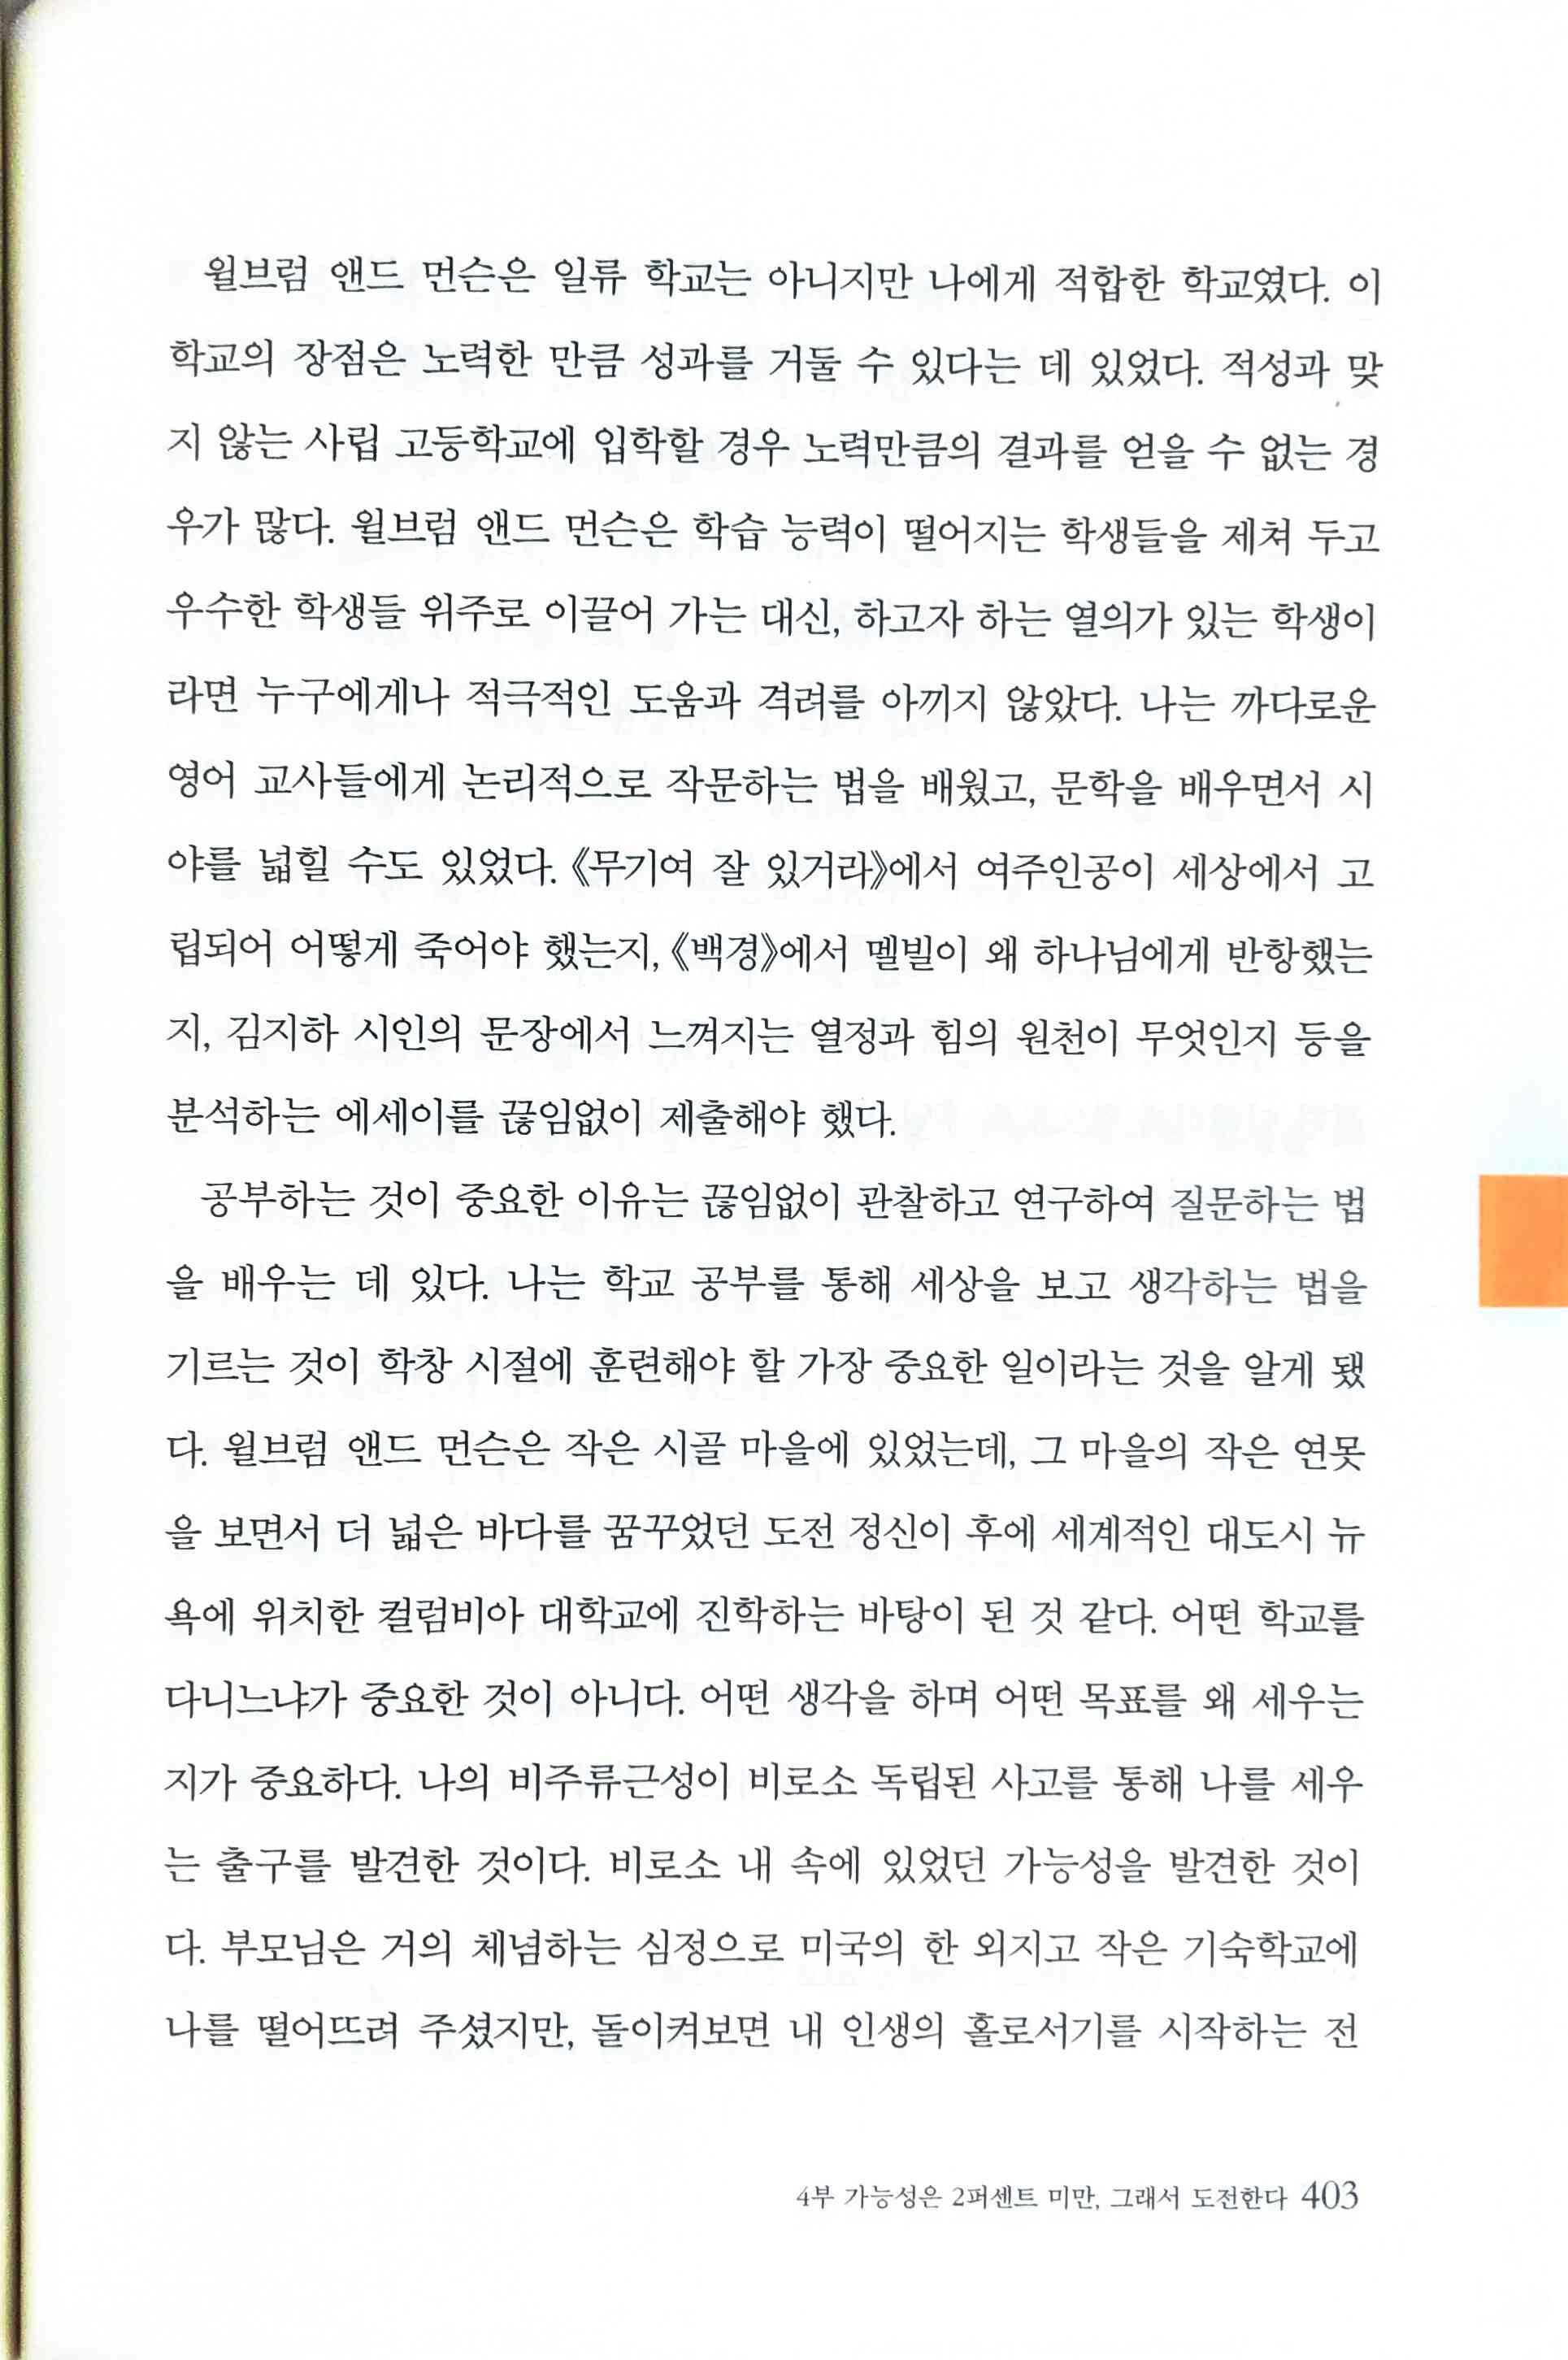 윌브럼 앤드 먼슨은 일류 학교는 아니지만 나에게 적합한 학교였다. 이
학교의 장점은 노력한 만큼 성과를 거둘 수 있다는 데 있었다. 적성과 맞
지 않는 사립 고등학교에 입학할 경우 노력만큼의 결과를 얻을 수 없는 경
우가 많다. 윌브럼 앤드 먼슨은 학습 능력이 떨어지는 학생들을 제쳐 두고
우수한 학생들 위주로 이끌어 가는 대신, 하고자 하는 열의가 있는 학생이
라면 누구에게나 적극적인 도움과 격려를 아끼지 않았다. 나는 까다로운
영어 교사들에게 논리적으로 작문하는 법을 배웠고, 문학을 배우면서 시
야를 넓힐 수도 있었다. 《무기여 잘 있거라》에서 여주인공이 세상에서 고
립되어 어떻게 죽어야 했는지, 《백경》에서 멜빌이 왜 하나님에게 반항했는
지, 김지하 시인의 문장에서 느껴지는 열정과 힘의 원천이 무엇인지 등을
분석하는 에세이를 끊임없이 제출해야 했다.
공부하는 것이 중요한 이유는 끊임없이 관찰하고 연구하여 질문하는 법
을 배우는 데 있다. 나는 학교 공부를 통해 세상을 보고 생각하는 법을
기르는 것이 학창 시절에 훈련해야 할 가장 중요한 일이라는 것을 알게 됐
다. 윌브럼 앤드 먼슨은 작은 시골 마을에 있었는데, 그 마을의 작은 연못
을 보면서 더 넓은 바다를 꿈꾸었던 도전 정신이 후에 세계적인 대도시 뉴
욕에 위치한 컬럼비아 대학교에 진학하는 바탕이 된 것 같다. 어떤 학교를
다니느냐가 중요한 것이 아니다. 어떤 생각을 하며 어떤 목표를 왜 세우는
지가 중요하다. 나의 비주류근성이 비로소 독립된 사고를 통해 나를 세우
는 출구를 발견한 것이다. 비로소 내 속에 있었던 가능성을 발견한 것이
다. 부모님은 거의 체념하는 심정으로 미국의 한 외지고 작은 기숙학교에
나를 떨어뜨려 주셨지만, 돌이켜보면 내 인생의 홀로서기를 시작하는 전
4부 가능성은 2퍼센트 미만, 그래서 도전한다 403